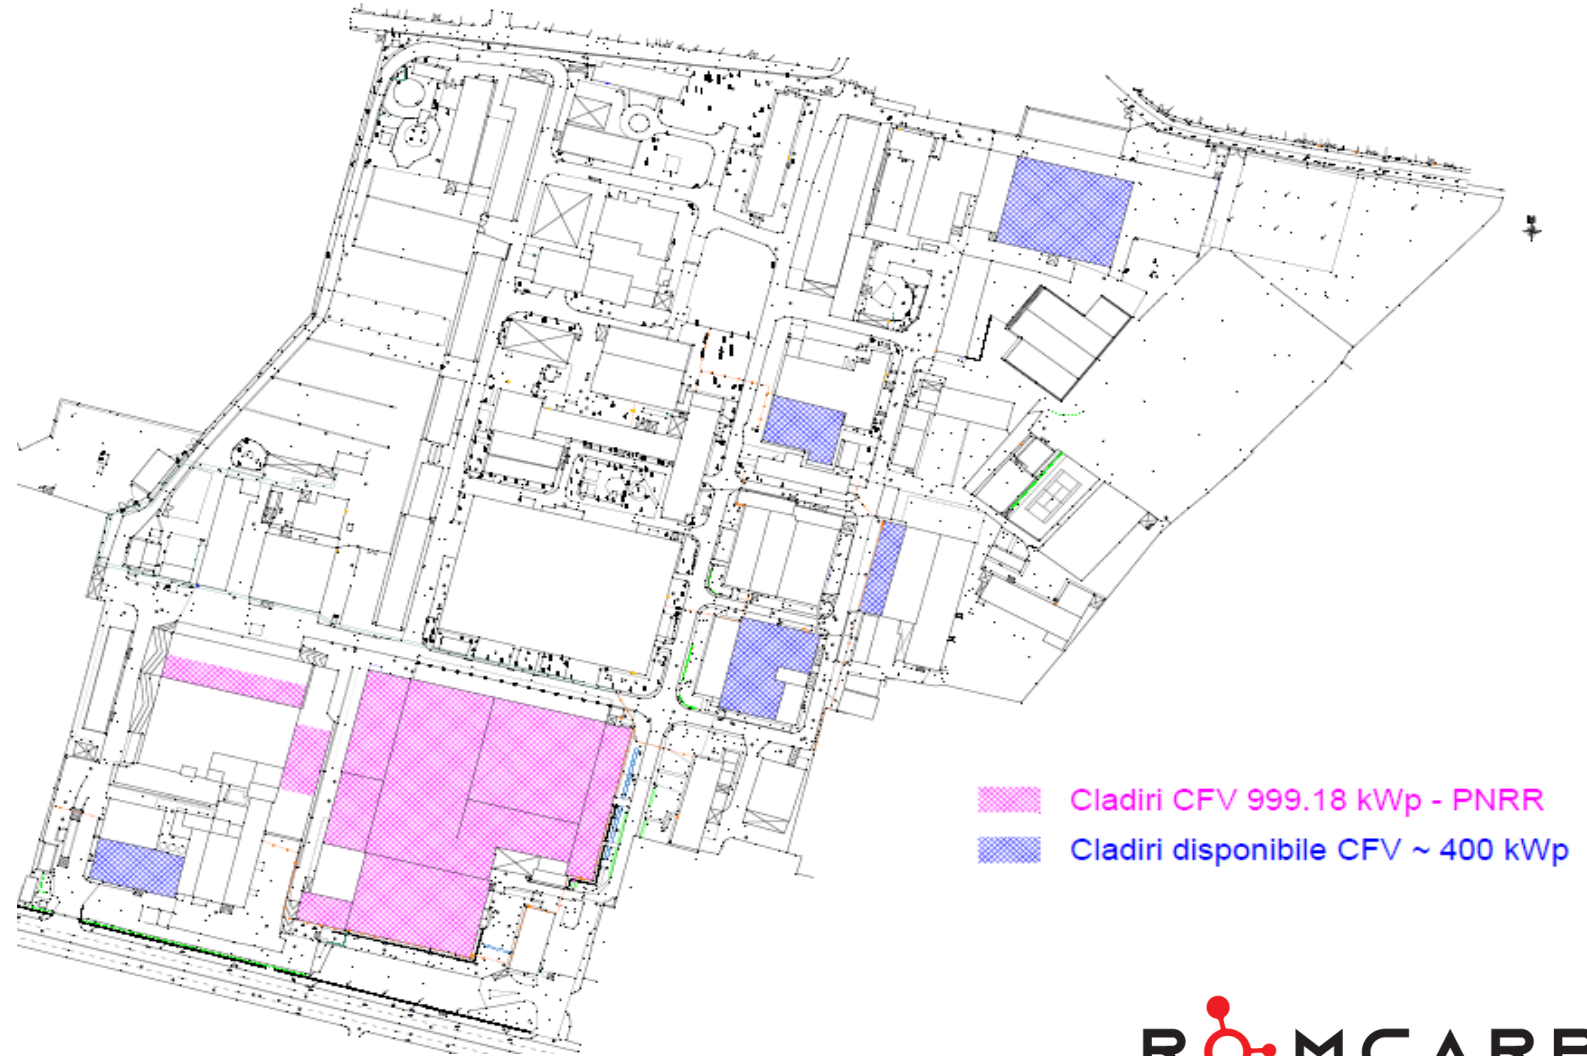 Cladiri CFV 999.18 kWp - PNRR
Cladiri disponibile CFV ~ 400 kWp